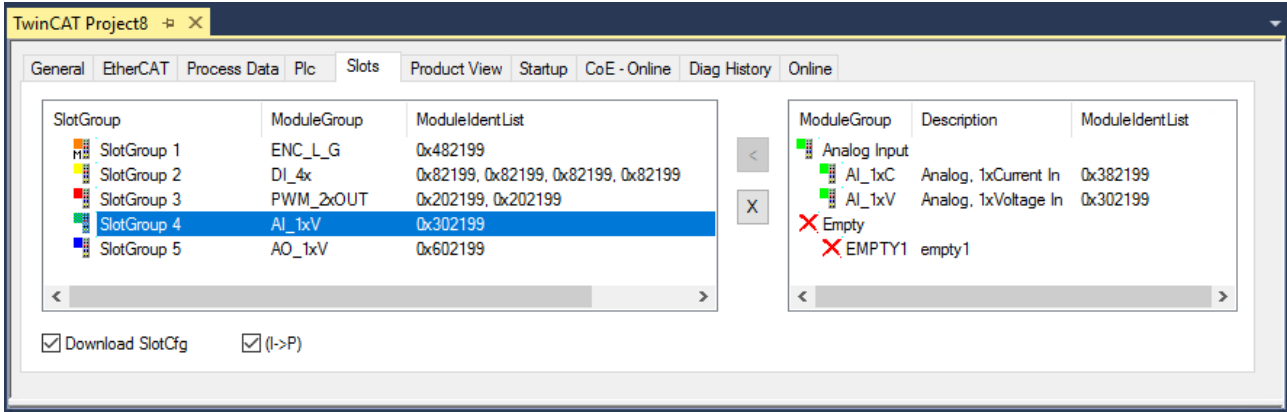 TwinCAT Project8
General EtherCAT Process Data Plc Slots Product View Startup CoE - Online Diag History Online
SlotGroup ModuleGroup ModuleIdentList
SlotGroup 1 ENC_L_G 0x482199
SlotGroup 2 DI_4x 0x82199, 0x82199, 0x82199, 0x82199
SlotGroup 3 PWM_2xOUT 0x202199, 0x202199
SlotGroup 4 AI_1xV 0x302199
SlotGroup 5 AO_1xV 0x602199
<
X
ModuleGroup Description ModuleIdentList
Analog Input
AI_1xC Analog, 1xCurrent In 0x382199
AI_1xV Analog, 1xVoltage In 0x302199
Empty
EMPTY1 empty1
Download SlotCfg (I->P)